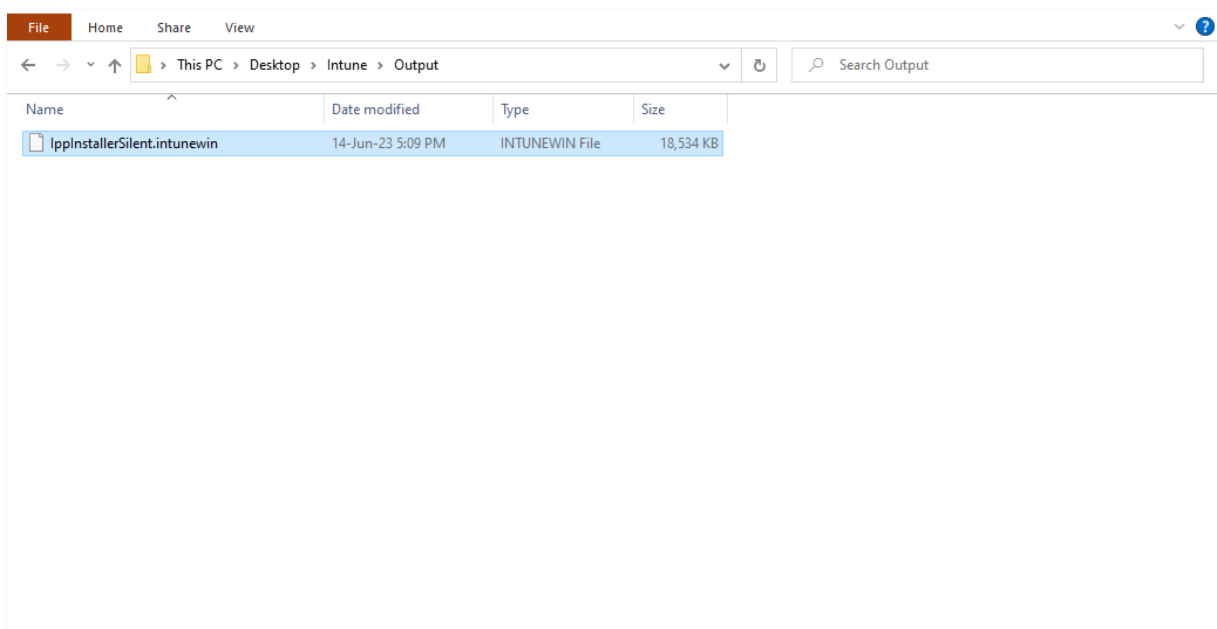 File Home Share View
This PC > Desktop > Intune > Output
Search Output
Name Date modified Type Size
IppInstallerSilent.intunewin 14-Jun-23 5:09 PM INTUNEWIN File 18,534 KB